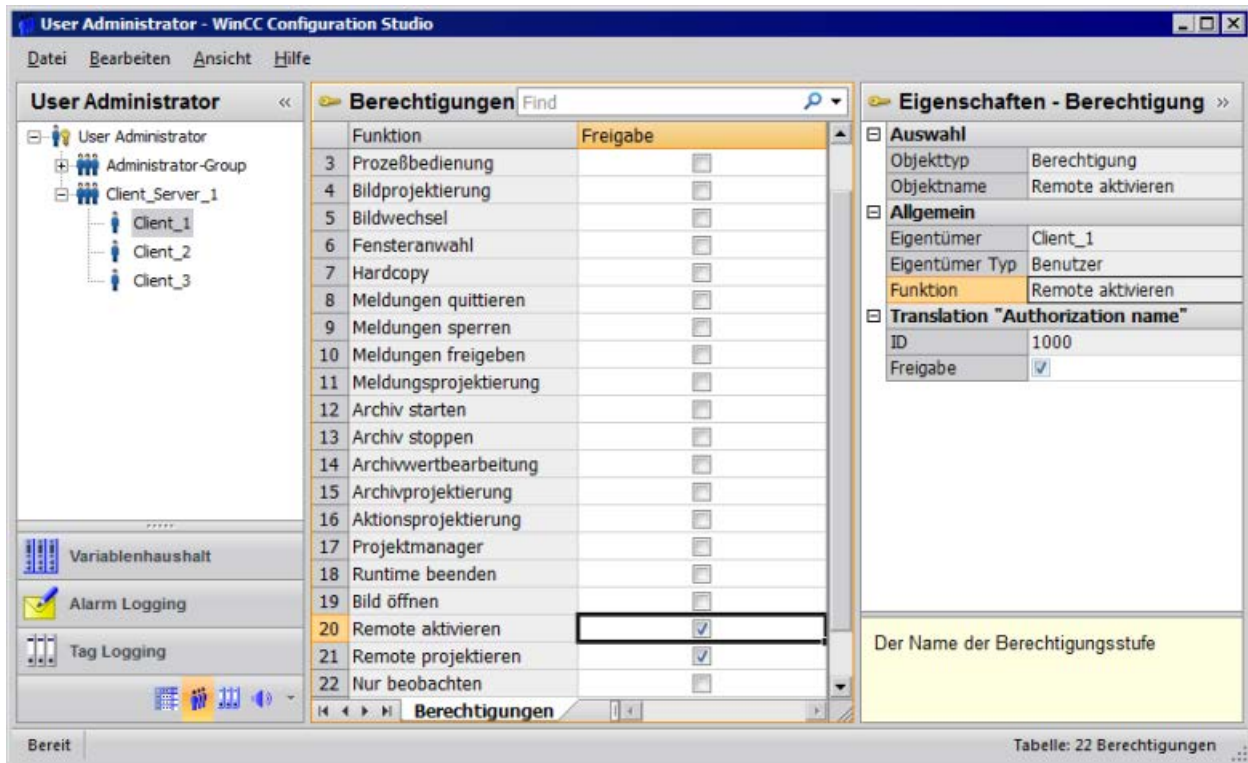 User Administrator - WinCC Configuration Studio
Datei Bearbeiten Ansicht Hilfe
User Administrator «
User Administrator
Administrator-Group
Client_Server_1
Client_1
Client_2
Client_3
Variablenhaushalt
Alarm Logging
Tag Logging
Berechtigungen Find
Funktion Freigabe
3 Prozeßbedienung
4 Bildprojektierung
5 Bildwechsel
6 Fensteranwahl
7 Hardcopy
8 Meldungen quittieren
9 Meldungen sperren
10 Meldungen freigeben
11 Meldungsprojektierung
12 Archiv starten
13 Archiv stoppen
14 Archivwertbearbeitung
15 Archivprojektierung
16 Aktionsprojektierung
17 Projektmanager
18 Runtime beenden
19 Bild öffnen
20 Remote aktivieren
21 Remote projektieren
22 Nur beobachten
Berechtigungen
Eigenschaften - Berechtigung »
Auswahl
Objekttyp Berechtigung
Objektname Remote aktivieren
Allgemein
Eigentümer Client_1
Eigentümer Typ Benutzer
Funktion Remote aktivieren
Translation "Authorization name"
ID 1000
Freigabe
Der Name der Berechtigungsstufe
Bereit
Tabelle: 22 Berechtigungen